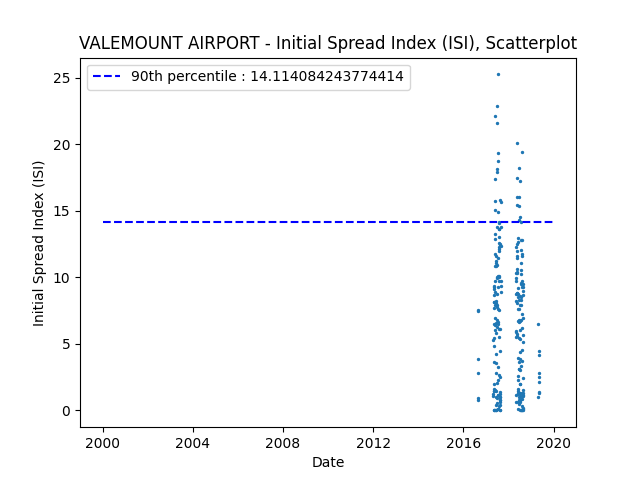 VALEMOUNT AIRPORT - Initial Spread Index (ISI), Scatterplot
90th percentile : 14.114084243774414
25
20
15
10
5
0
Initial Spread Index (ISI)
2000 2004 2008 2012 2016 2020
Date